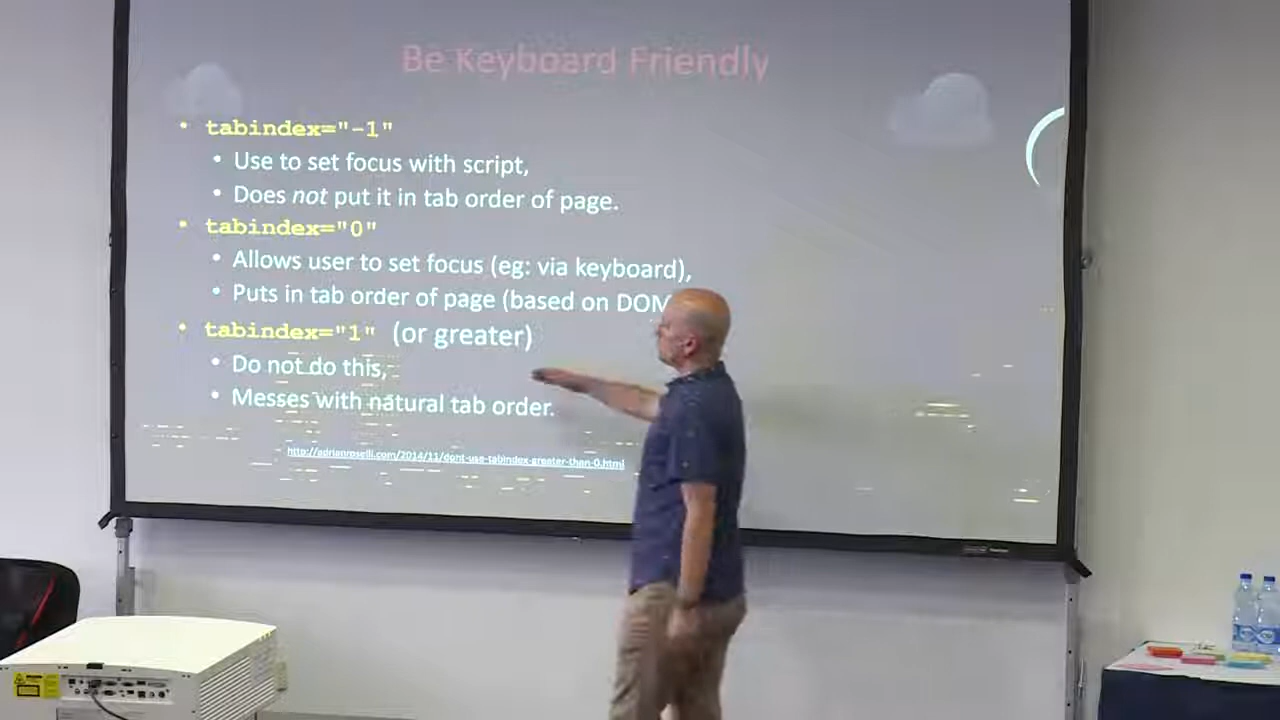 Be Keyboard Friendly
• tabindex="-1"
• Use to set focus with script,
• Does not put it in tab order of page.
• tabindex="0"
• Allows user to set focus (eg: via keyboard),
• Puts in tab order of page (based on DOM
• tabindex="1" (or greater)
• Do not do this,
• Messes with natural tab order.
http://adrianroselli.com/2014/11/dont-use-tabindex-greater-than-0.html